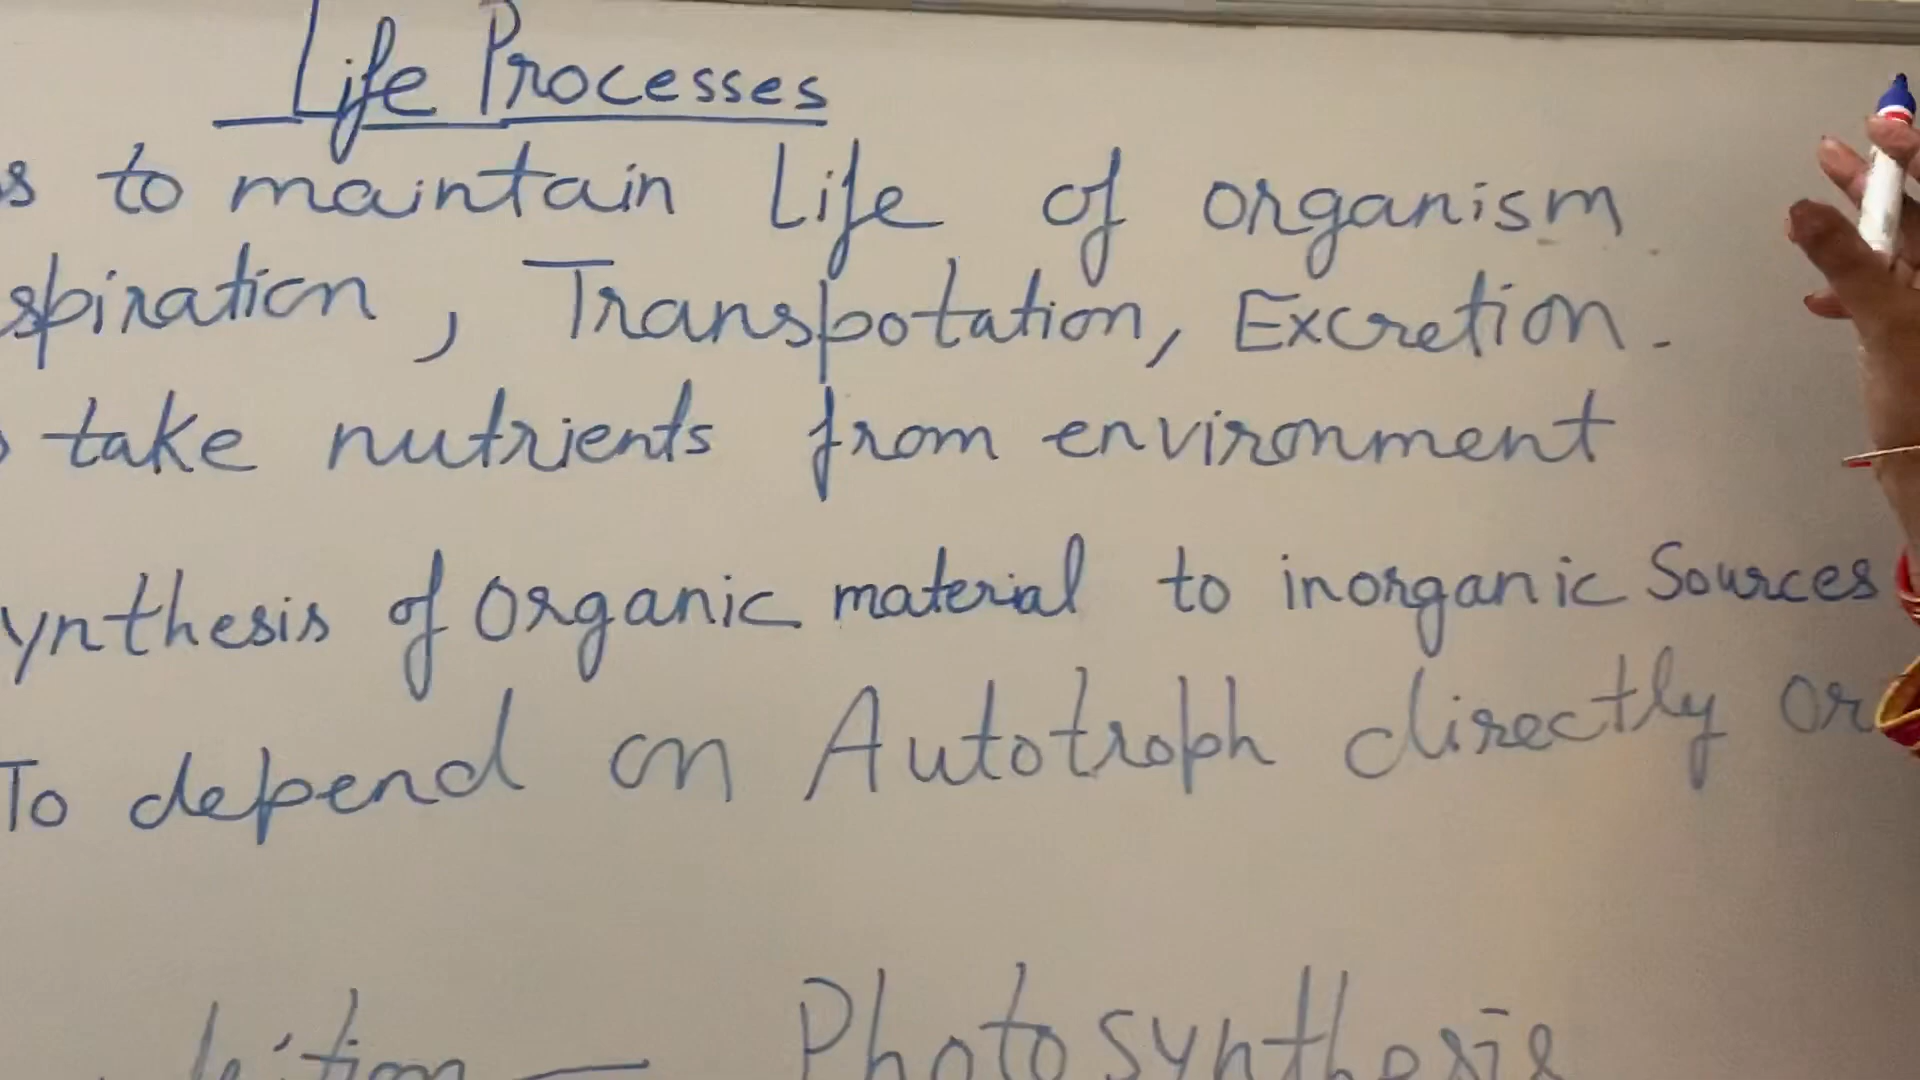 Life Processes
to maintain Life of organism
spiration, Transpotation, Excretion.
take nutrients from environment
ynthesis of Organic material to inorganic Sources
To depend on Autotroph directly or
Photosynthesis